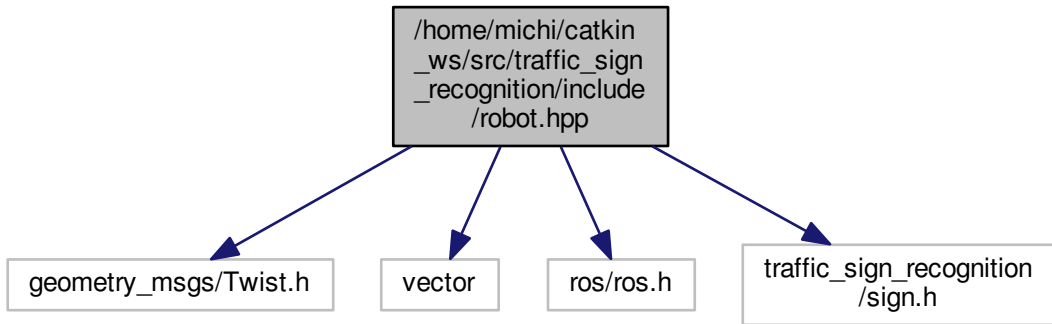 /home/michi/catkin
_ws/src/traffic_sign
_recognition/include
/robot.hpp
geometry_msgs/Twist.h
vector
ros/ros.h
traffic_sign_recognition
/sign.h